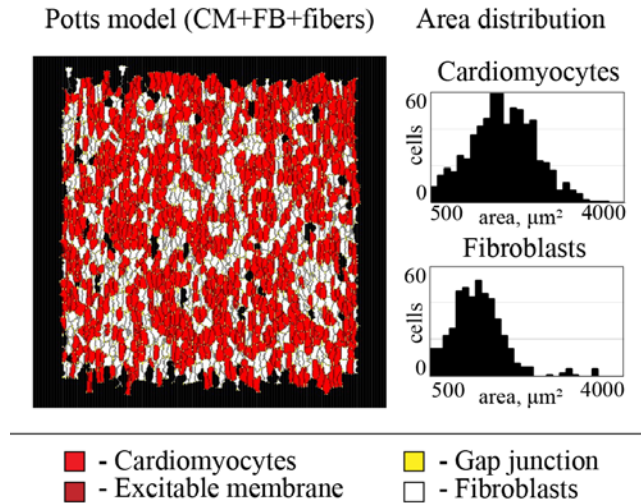 Potts model (CM+FB+fibers)
Area distribution
Cardiomyocytes
60
cells
0
500
4000
area, μm²
Fibroblasts
60
cells
0
500
4000
area, μm²
- Cardiomyocytes
- Excitable membrane
- Gap junction
- Fibroblasts